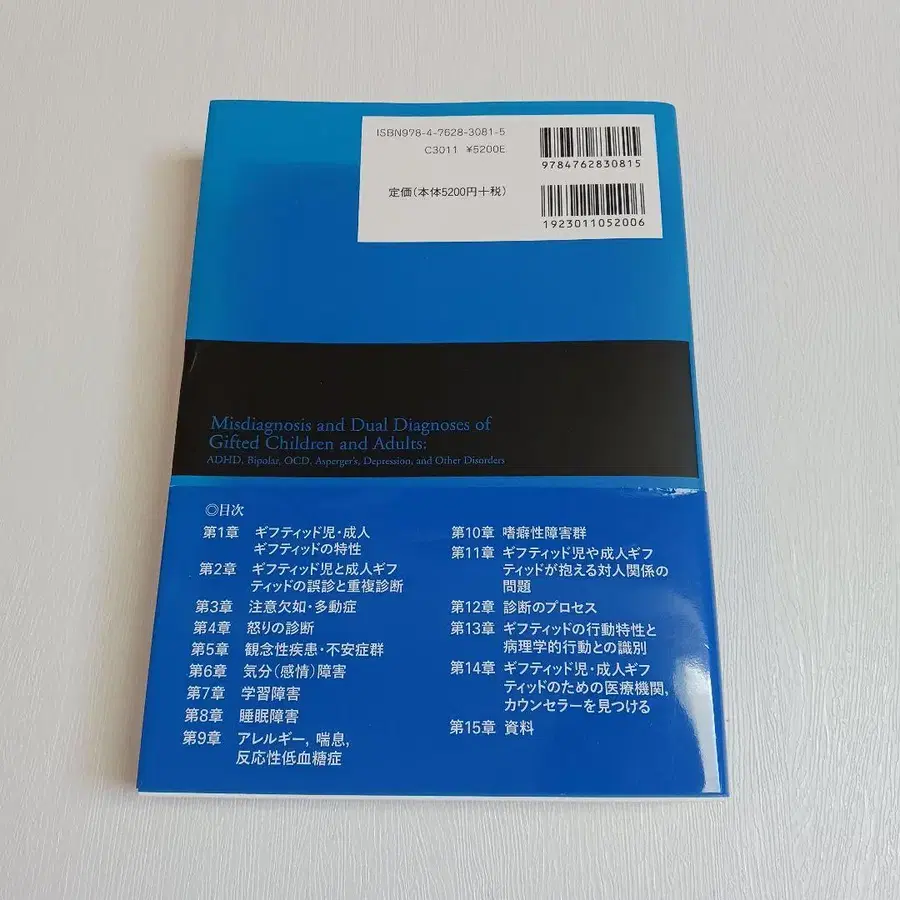 ISBN978-4-7628-3081-5
C3011 ¥5200E
定価(本体5200円+税)
9784762830815
1923011052006
Misdiagnosis and Dual Diagnoses of
Gifted Children and Adults:
ADHD, Bipolar, OCD, Asperger's, Depression, and Other Disorders
◎目次
第1章 ギフティッド児・成人
ギフティッドの特性
第2章 ギフティッド児と成人ギフ
ティッドの誤診と重複診断
第3章 注意欠如・多動症
第4章 怒りの診断
第5章 観念性疾患・不安症群
第6章 気分(感情)障害
第7章 学習障害
第8章 睡眠障害
第9章 アレルギー，喘息，
反応性低血糖症
第10章 嗜癖性障害群
第11章 ギフティッド児や成人ギフ
ティッドが抱える対人関係の
問題
第12章 診断のプロセス
第13章 ギフティッドの行動特性と
病理学的行動との識別
第14章 ギフティッド児・成人ギフ
ティッドのための医療機関，
カウンセラーを見つける
第15章 資料